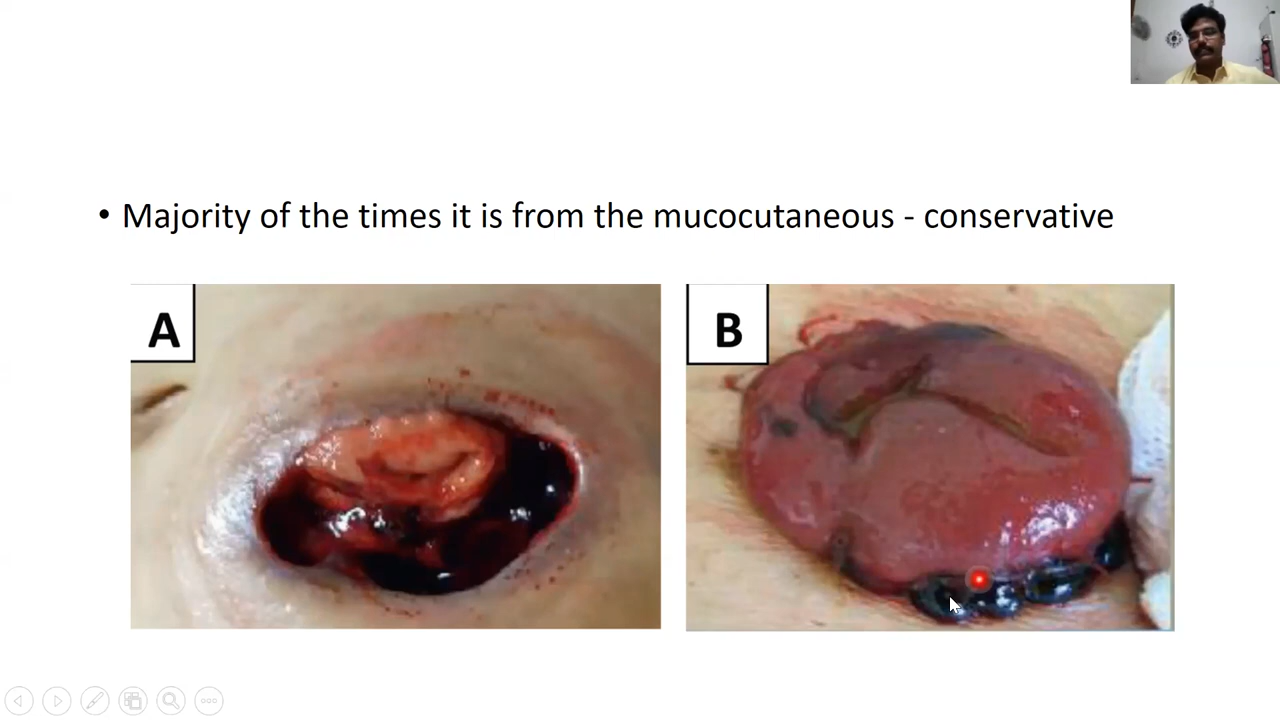 • Majority of the times it is from the mucocutaneous - conservative
A
B